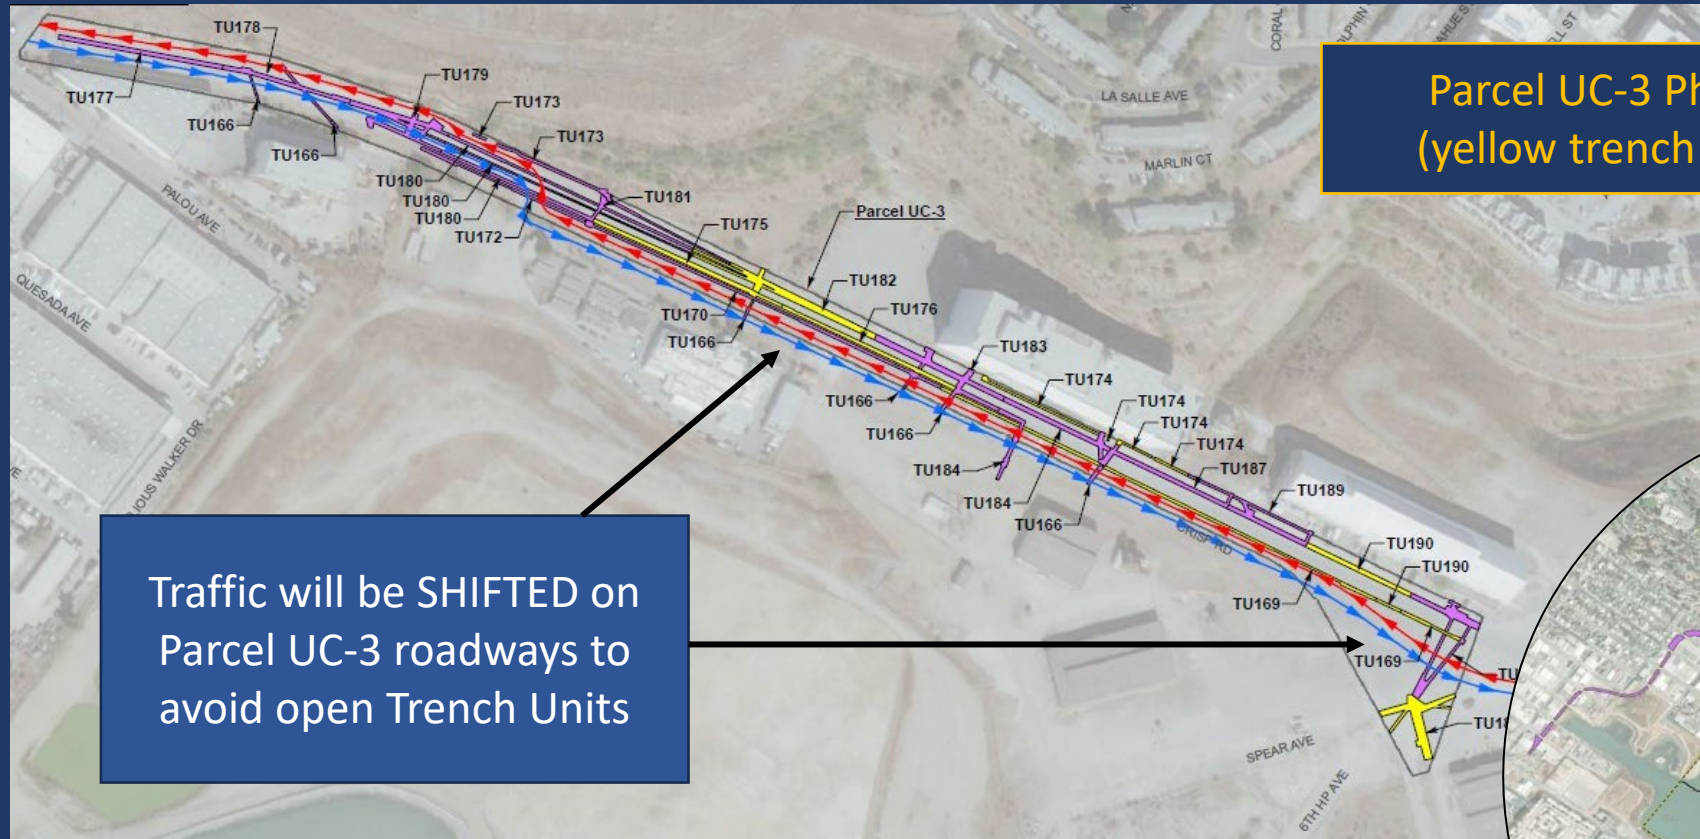 TU178
TU177
TU166
TU166
TU179
TU173
TU173
TU180
TU180
TU180
TU172
TU181
TU175
Parcel UC-3
TU182
TU170
TU166
TU176
TU183
TU166
TU166
TU174
TU174
TU174
TU174
TU184
TU184
TU166
TU187
TU189
TU190
TU190
TU169
TU169
LA SALLE AVE
MARLIN CT
CORAL
PALOU AVE
QUESADA AVE
WALKER DR
CRISP RD
SPEAR AVE
6TH HP AVE
Parcel UC-3
(yellow trench
Traffic will be SHIFTED on
Parcel UC-3 roadways to
avoid open Trench Units